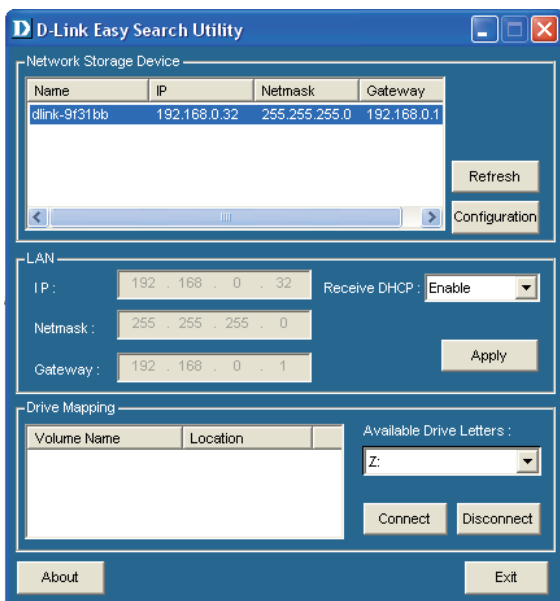 D D-Link Easy Search Utility
Network Storage Device
Name IP Netmask Gateway
dlink-9f31bb 192.168.0.32 255.255.255.0 192.168.0.1
Refresh
Configuration
LAN
IP : 192 . 168 . 0 . 32 Receive DHCP : Enable
Netmask : 255 . 255 . 255 . 0
Gateway : 192 . 168 . 0 . 1 Apply
Drive Mapping
Volume Name Location Available Drive Letters :
Z:
Connect Disconnect
About Exit